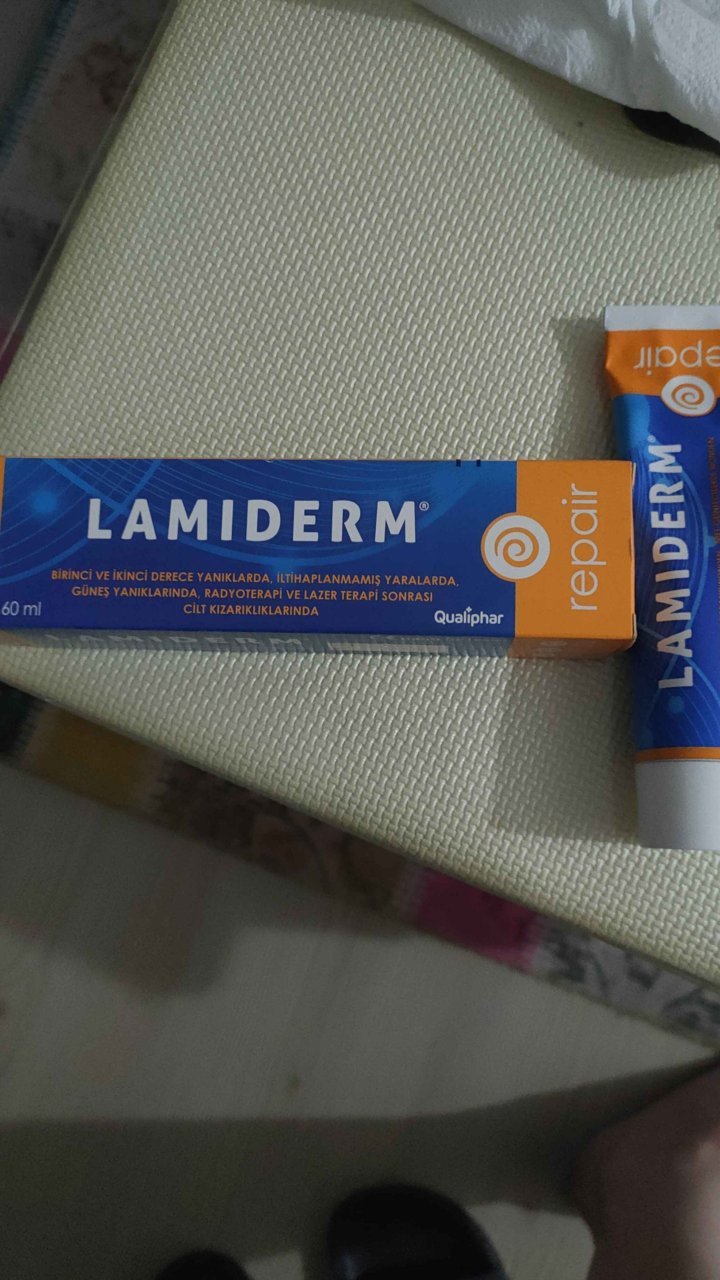 LAMIDERM®
BİRİNCİ VE İKİNCİ DERECE YANIKLARDA, İLTİHAPLANMAMIŞ YARALARDA,
GÜNEŞ YANIKLARINDA, RADYOTERAPİ VE LAZER TERAPİ SONRASI
CİLT KIZARIKLIKLARINDA
60 ml
Qualiphar
repair
LAMIDERM
repair
LAMIDERM®